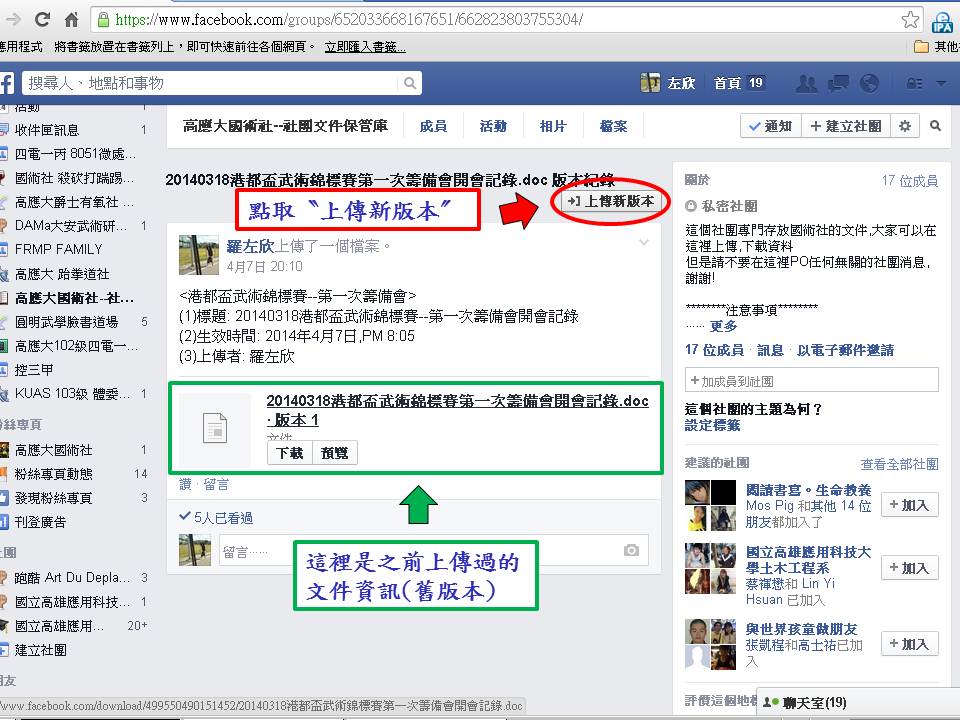 https://www.facebook.com/groups/652033668167651/662823803755304/
應用程式 將書籤放置在書籤列上，即可快速前往各個網頁。 立即匯入書籤...
其他
搜尋人、地點和事物
左欣 首頁 19
活動 1
收件匣訊息 1
四電一丙 8051微處...
國術社 殺砍打踹踢...
高應大爵士有氧社 ...
DAMa大安武術研... 1
FRMP FAMILY
高應大 跆拳道社
高應大國術社--社...
圓明武學臉書道場 5
高應大102級四電一...
控三甲
KUAS 103級 體委... 1
粉絲專頁
高應大國術社 1
粉絲專頁動態 14
發現粉絲專頁 3
刊登廣告
跑酷 Art Du Depla... 3
國立高雄應用科技... 1
國立高雄應用... 20+
建立社團
高應大國術社--社團文件保管庫 成員 活動 相片 檔案
通知 + 建立社團
20140318港都盃武術錦標賽第一次籌備會開會記錄.doc 版本紀錄
上傳新版本
點取〝上傳新版本〞
羅左欣上傳了一個檔案。
4月7日 20:10
<港都盃武術錦標賽--第一次籌備會>
(1)標題: 20140318港都盃武術錦標賽--第一次籌備會開會記錄
(2)生效時間: 2014年4月7日,PM 8:05
(3)上傳者: 羅左欣
20140318港都盃武術錦標賽第一次籌備會開會記錄.doc
· 版本 1
文件
下載 預覽
讚 · 留言
5人已看過
留言......
這裡是之前上傳過的
文件資訊(舊版本)
關於 17 位成員
私密社團
這個社團專門存放國術社的文件,大家可以在
這裡上傳,下載資料
但是請不要在這裡PO任何無關的社團消息,
謝謝!
********注意事項********
...... 更多
17 位成員 · 訊息 · 以電子郵件邀請
+ 加成員到社團
這個社團的主題為何？
設定標籤
建議的社團 查看全部社團
閱讀書寫。生命教養
Mos Pig 和其他 14 位
朋友都加入了
+ 加入
國立高雄應用科技大
學土木工程系
蔡褘懋和 Lin Yi
Hsuan 已加入
+ 加入
與世界孩童做朋友
張凱程和高士祐已加
入
+ 加入
聊天室(19)
www.facebook.com/download/499550490151452/20140318港都盃武術錦標賽第一次籌備會開會記錄.doc